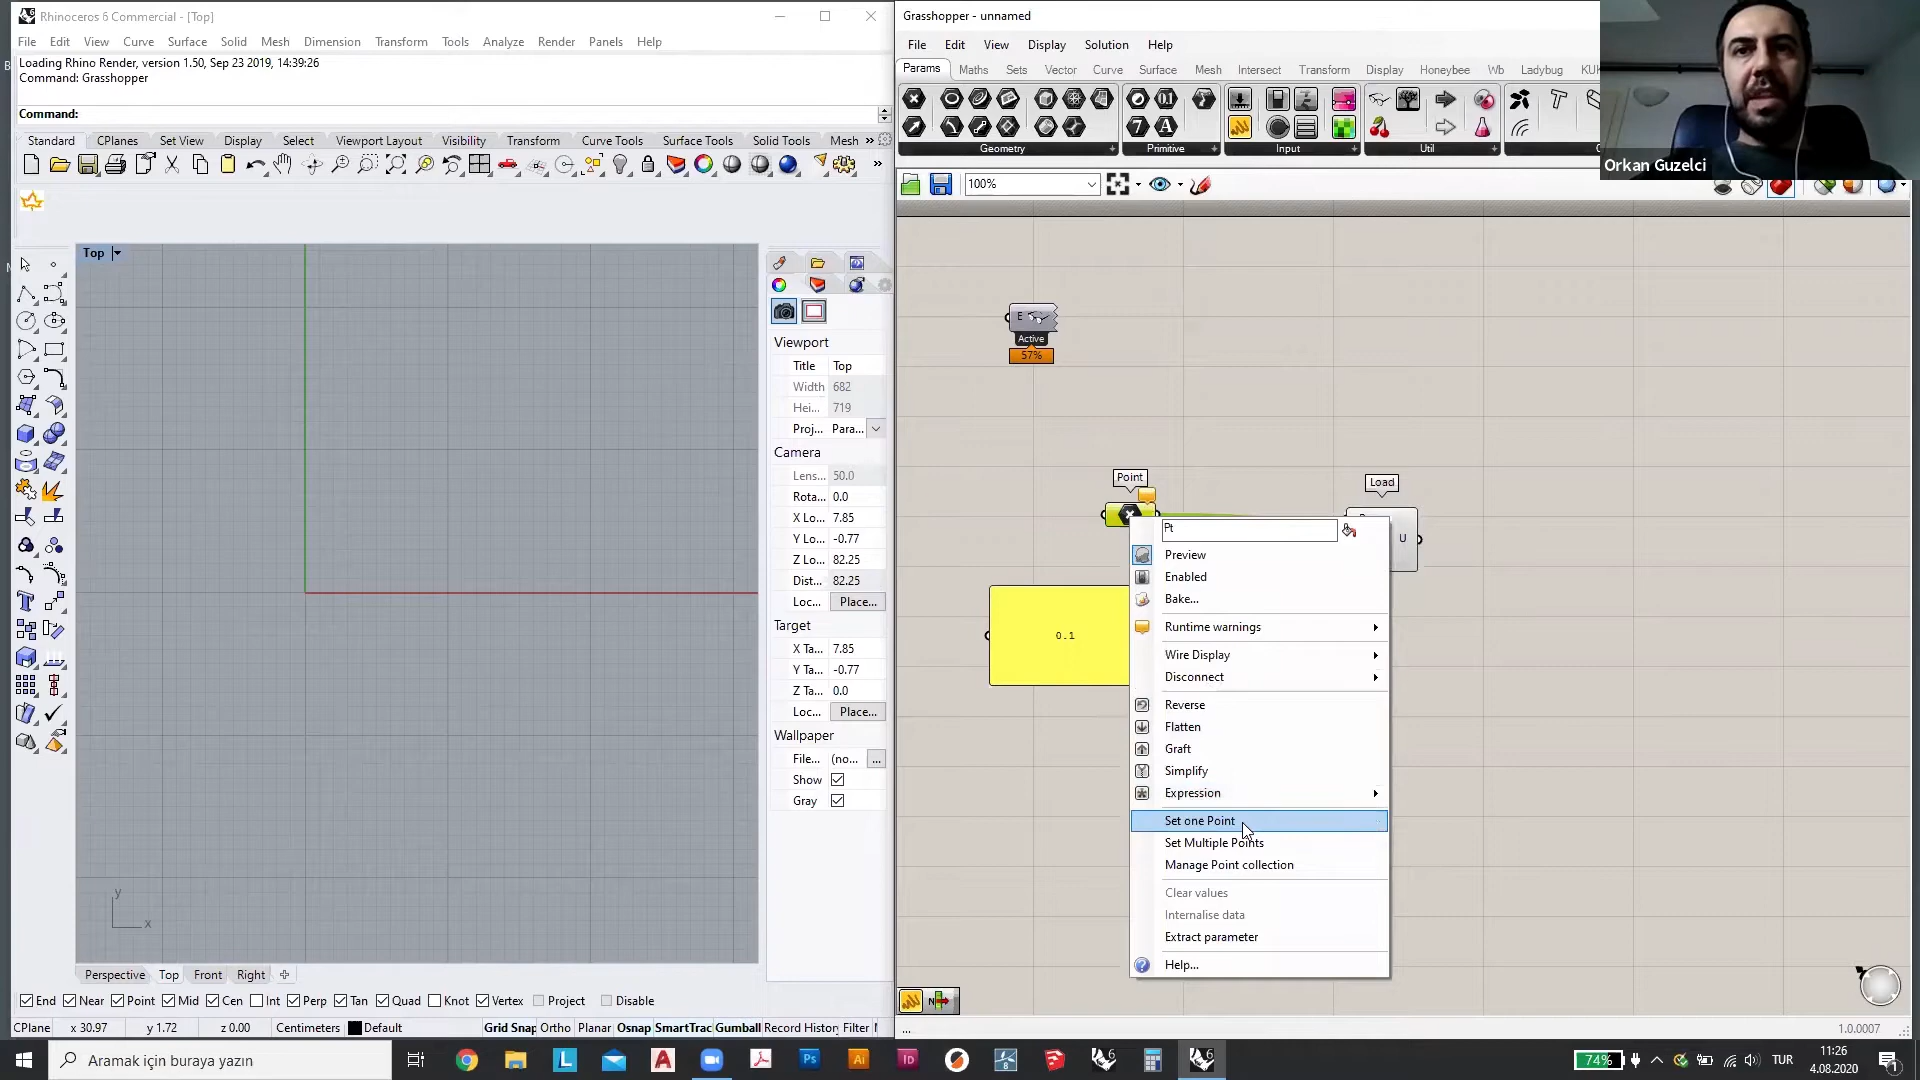 Rhinoceros 6 Commercial - [Top]
File Edit View Curve Surface Solid Mesh Dimension Transform Tools Analyze Render Panels Help
Loading Rhino Render, version 1.50, Sep 23 2019, 14:39:26
Command: Grasshopper
Command:
Standard CPlanes Set View Display Select Viewport Layout Visibility Transform Curve Tools Surface Tools Solid Tools Mesh »
Top
Viewport
Title Top
Width 682
Hei... 719
Proj... Para...
Camera
Lens... 50.0
Rota... 0.0
X Lo... 7.85
Y Lo... -0.77
Z Lo... 82.25
Dist... 82.25
Loc... Place...
Target
X Ta... 7.85
Y Ta... -0.77
Z Ta... 0.0
Loc... Place...
Wallpaper
File... (no... ...
Show
Gray
y
x
Perspective Top Front Right
End Near Point Mid Cen Int Perp Tan Quad Knot Vertex Project Disable
CPlane x 30.97 y 1.72 z 0.00 Centimeters Default Grid Snap Ortho Planar Osnap SmartTrac Gumball Record History Filter
Grasshopper - unnamed
File Edit View Display Solution Help
Params Maths Sets Vector Curve Surface Mesh Intersect Transform Display Honeybee Wb Ladybug
Geometry Primitive Input Util
100%
Orkan Guzelci
E
Active
57%
Point
Load
U
0.1
Pt
Preview
Enabled
Bake...
Runtime warnings
Wire Display
Disconnect
Reverse
Flatten
Graft
Simplify
Expression
Set one Point
Set Multiple Points
Manage Point collection
Clear values
Internalise data
Extract parameter
Help...
...
1.0.0007
Aramak için buraya yazın
74%
TUR
11:26
4.08.2020